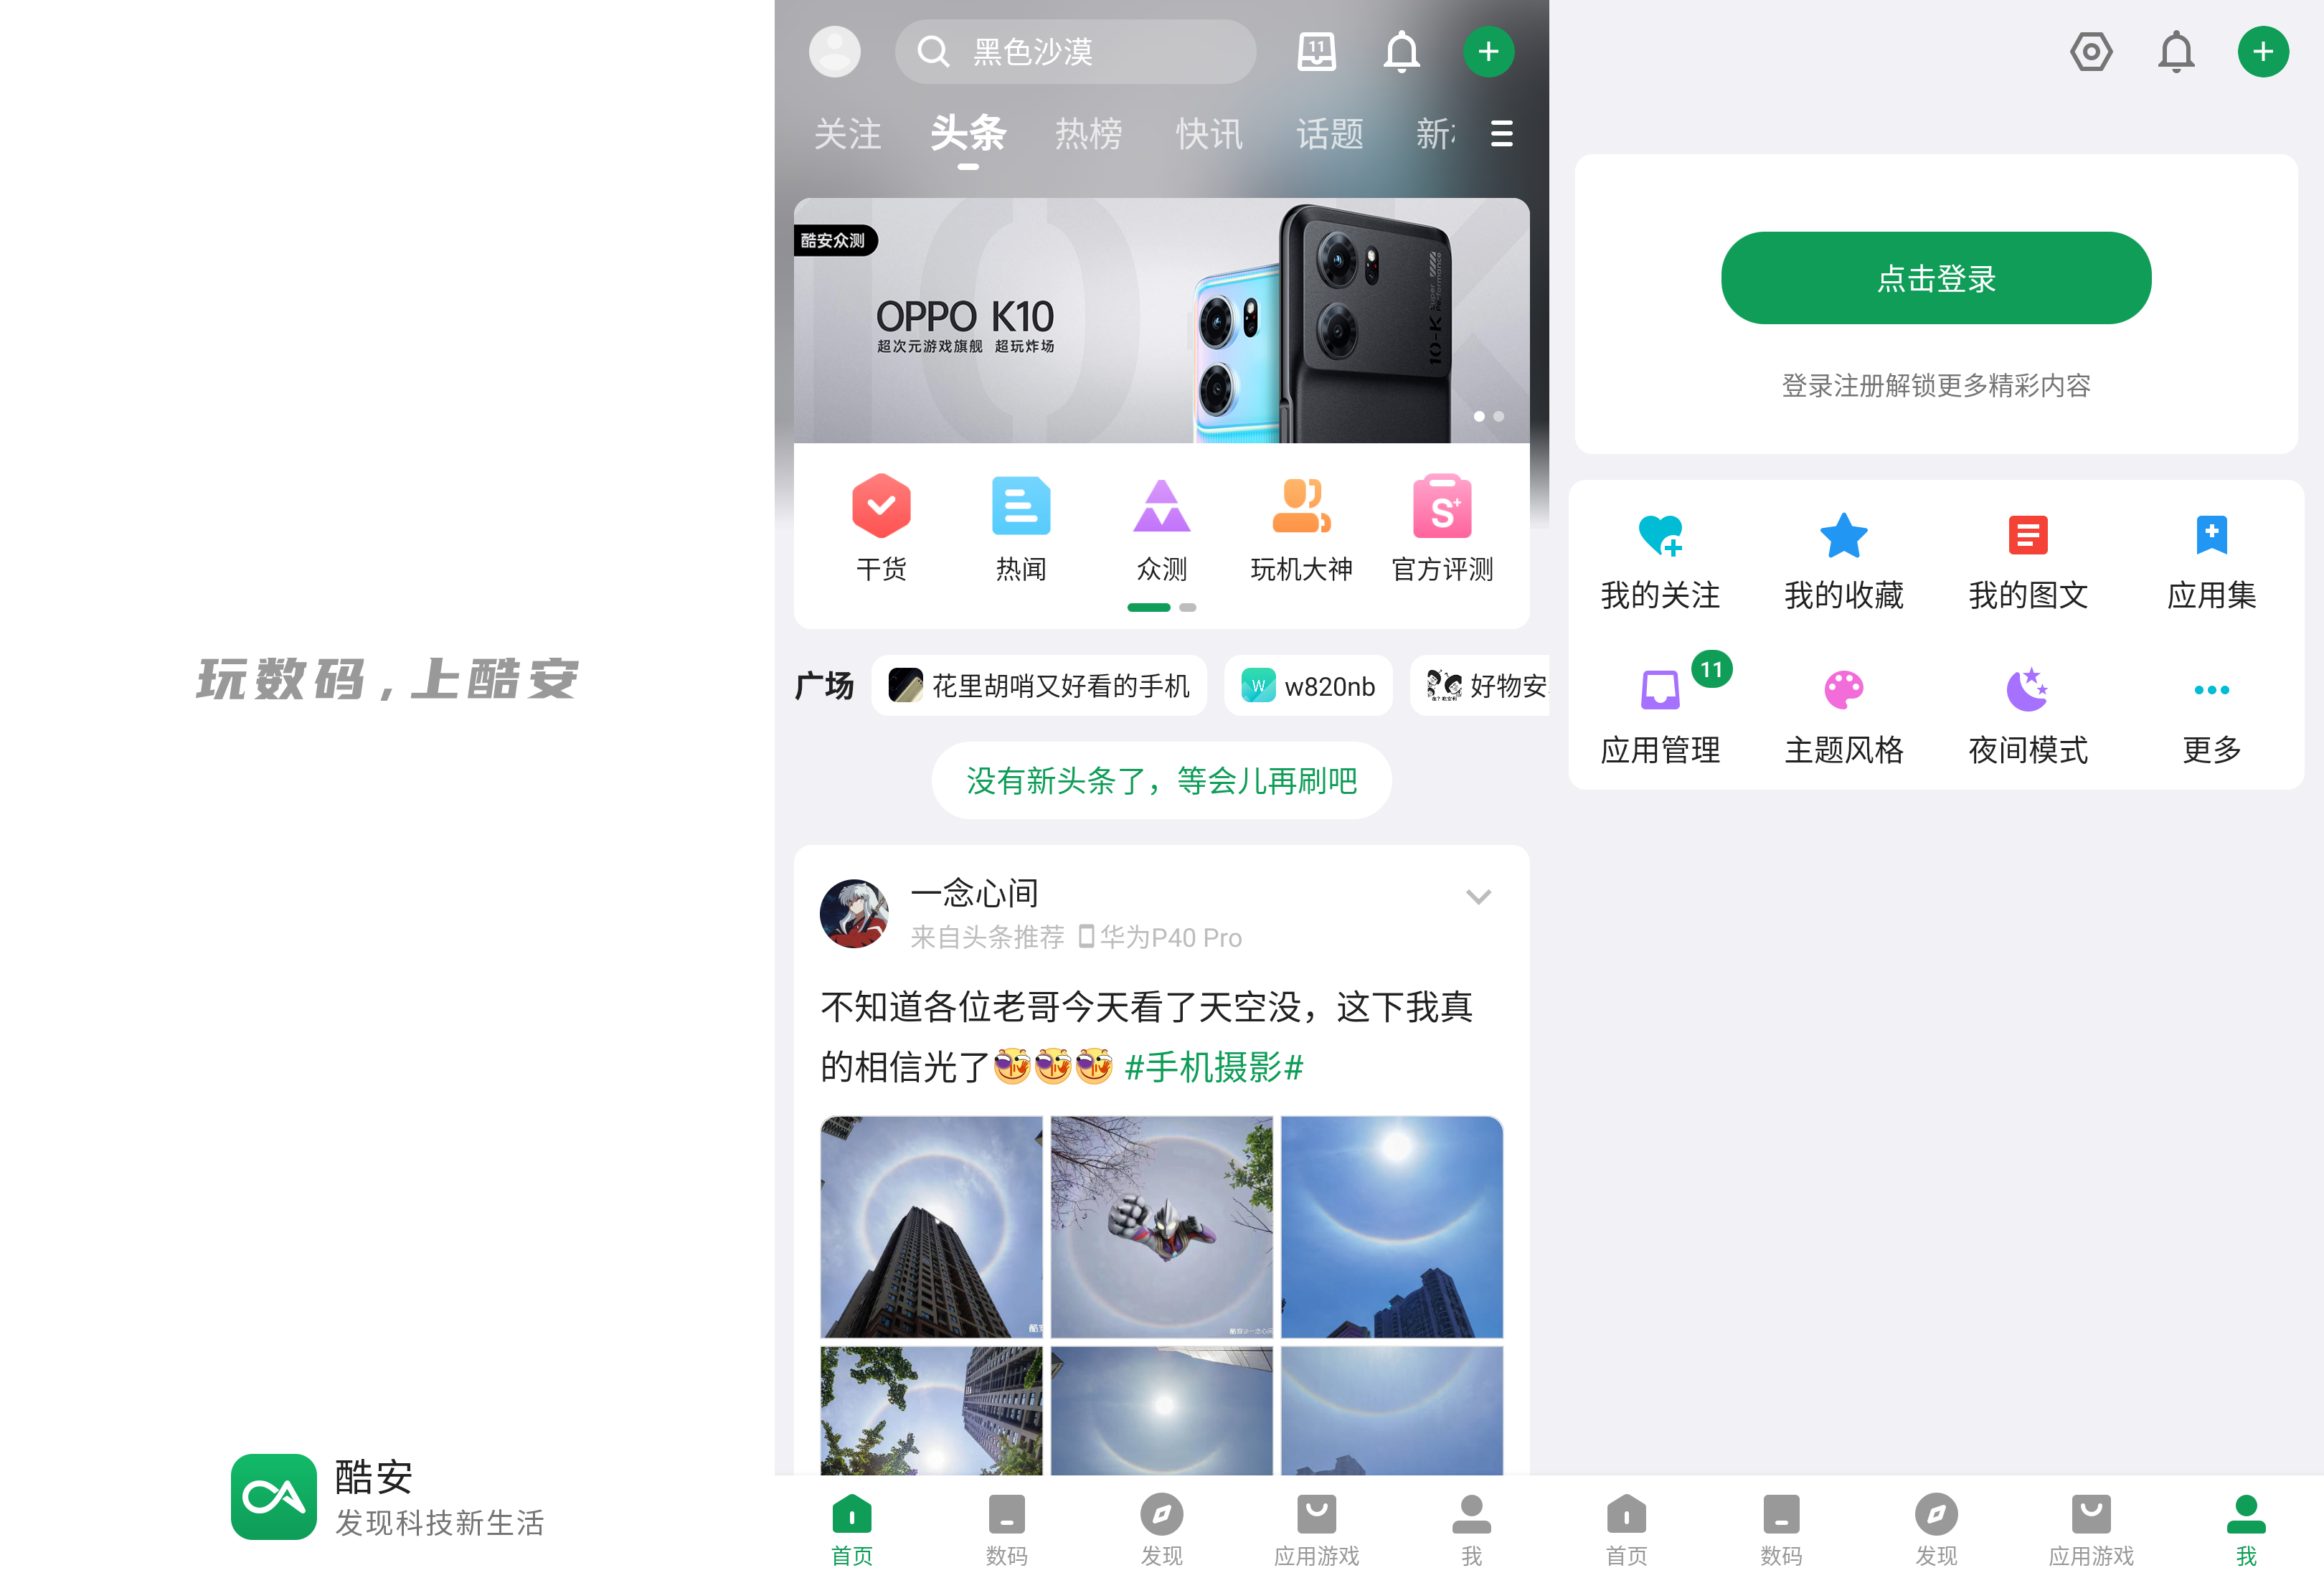 玩数码,上酷安
酷安
发现科技新生活
黑色沙漠
11
关注 头条 热榜 快讯 话题
酷安众测
OPPO K10
超次元游戏旗舰 超玩炸场
10-K Super Performance
干货 热闻 众测 玩机大神 官方评测
广场 花里胡哨又好看的手机 w820nb 好物安
没有新头条了，等会儿再刷吧
一念心间
来自头条推荐 华为P40 Pro
不知道各位老哥今天看了天空没，这下我真
的相信光了 #手机摄影#
首页 数码 发现 应用游戏 我
点击登录
登录注册解锁更多精彩内容
我的关注 我的收藏 我的图文 应用集
11
应用管理 主题风格 夜间模式 更多
首页 数码 发现 应用游戏 我